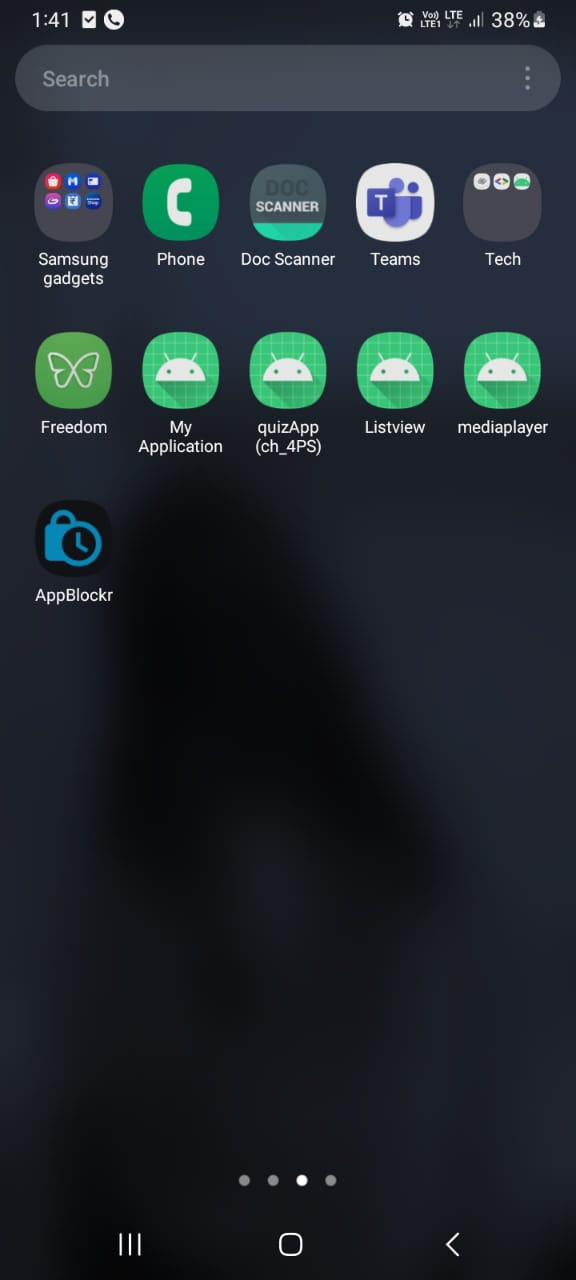 1:41
Vo)) LTE
LTE1
38%
Search
DOC
SCANNER
T
Samsung
gadgets
Phone
Doc Scanner
Teams
Tech
Freedom
My
Application
quizApp
(ch_4PS)
Listview
mediaplayer
AppBlockr